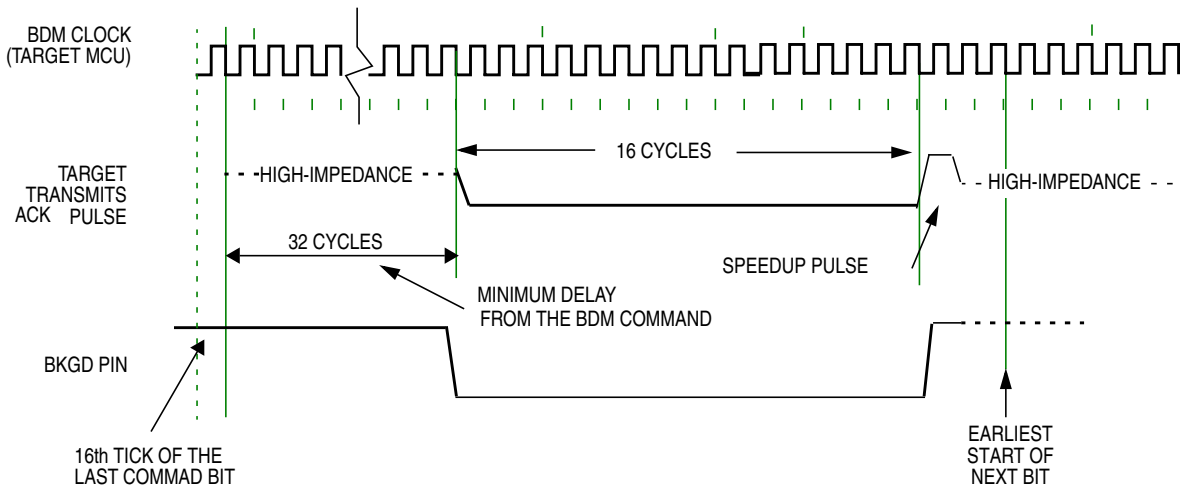 BDM CLOCK
(TARGET MCU)
16 CYCLES
TARGET
TRANSMITS
ACK PULSE
HIGH-IMPEDANCE
HIGH-IMPEDANCE
32 CYCLES
SPEEDUP PULSE
MINIMUM DELAY
FROM THE BDM COMMAND
BKGD PIN
16th TICK OF THE
LAST COMMAD BIT
EARLIEST
START OF
NEXT BIT